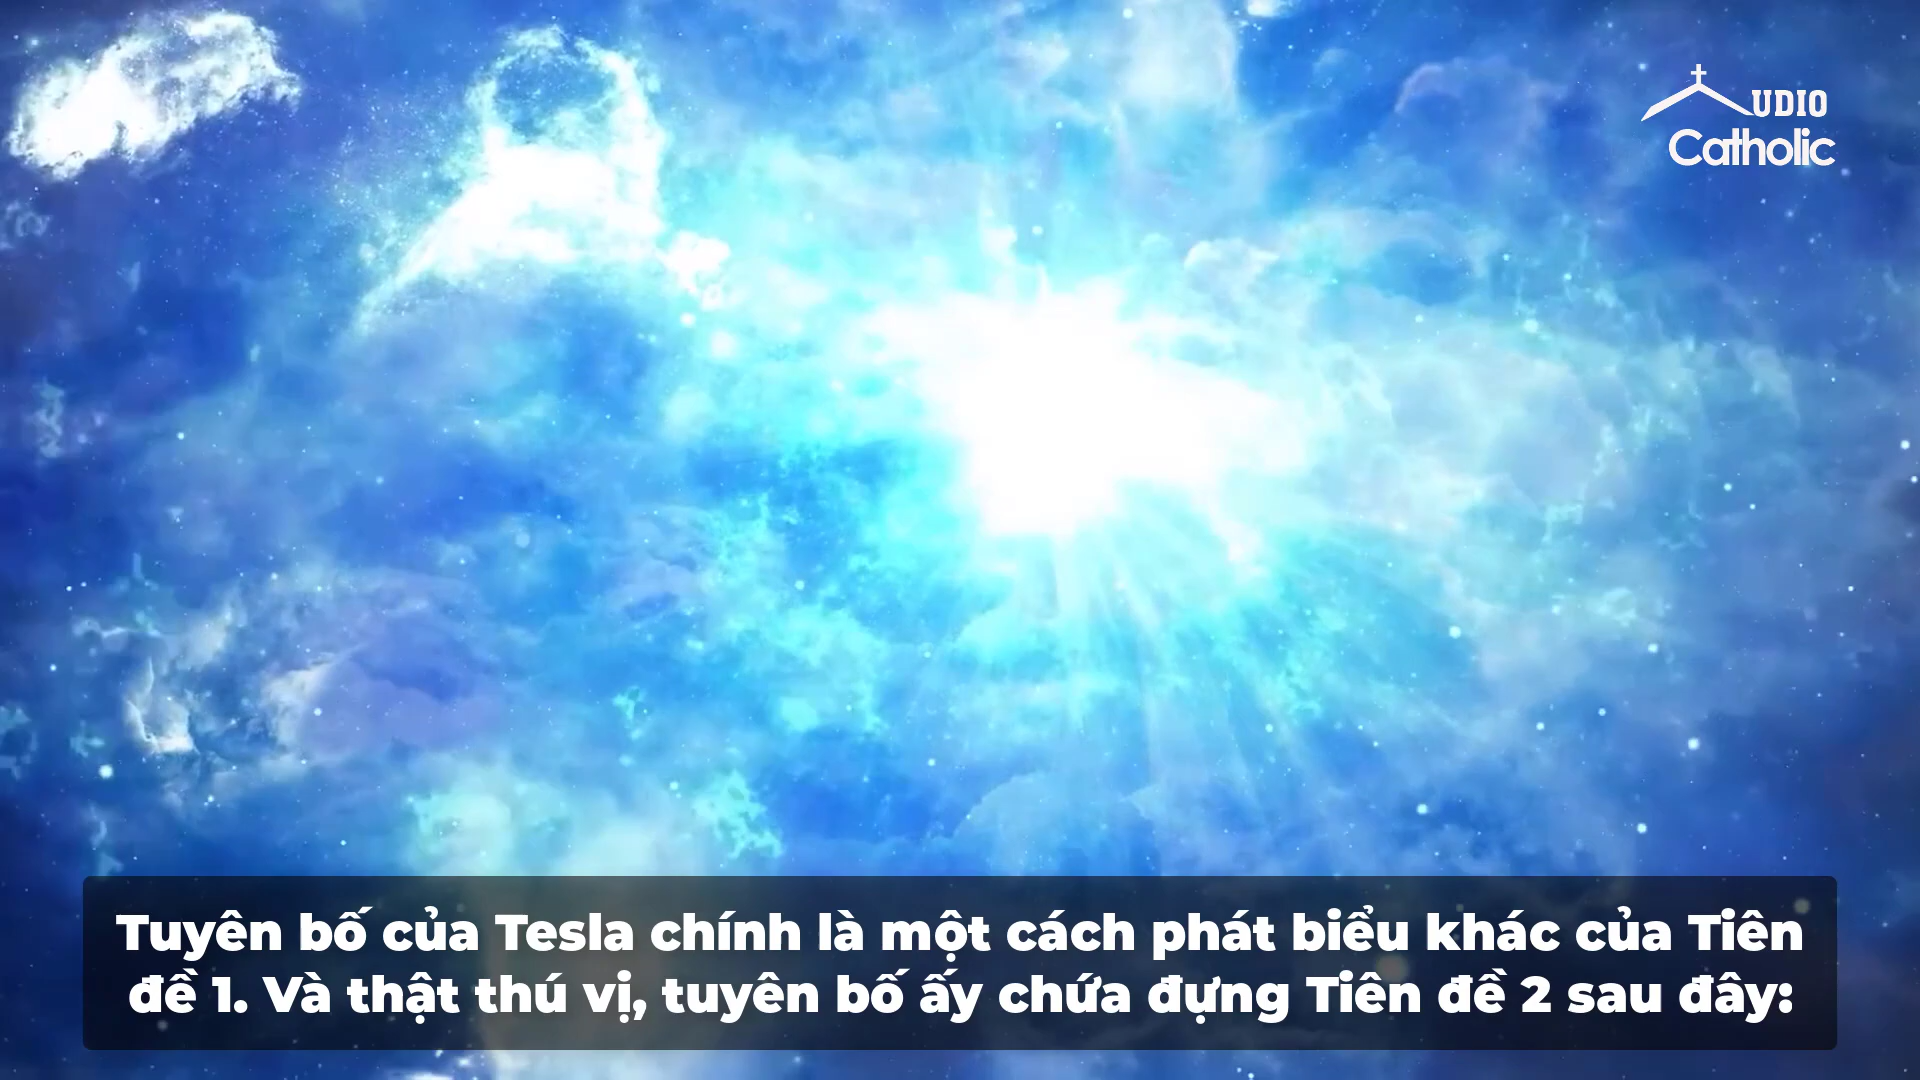 UDIO
Catholic
Tuyên bố của Tesla chính là một cách phát biểu khác của Tiên
đề 1. Và thật thú vị, tuyên bố ấy chứa đựng Tiên đề 2 sau đây: